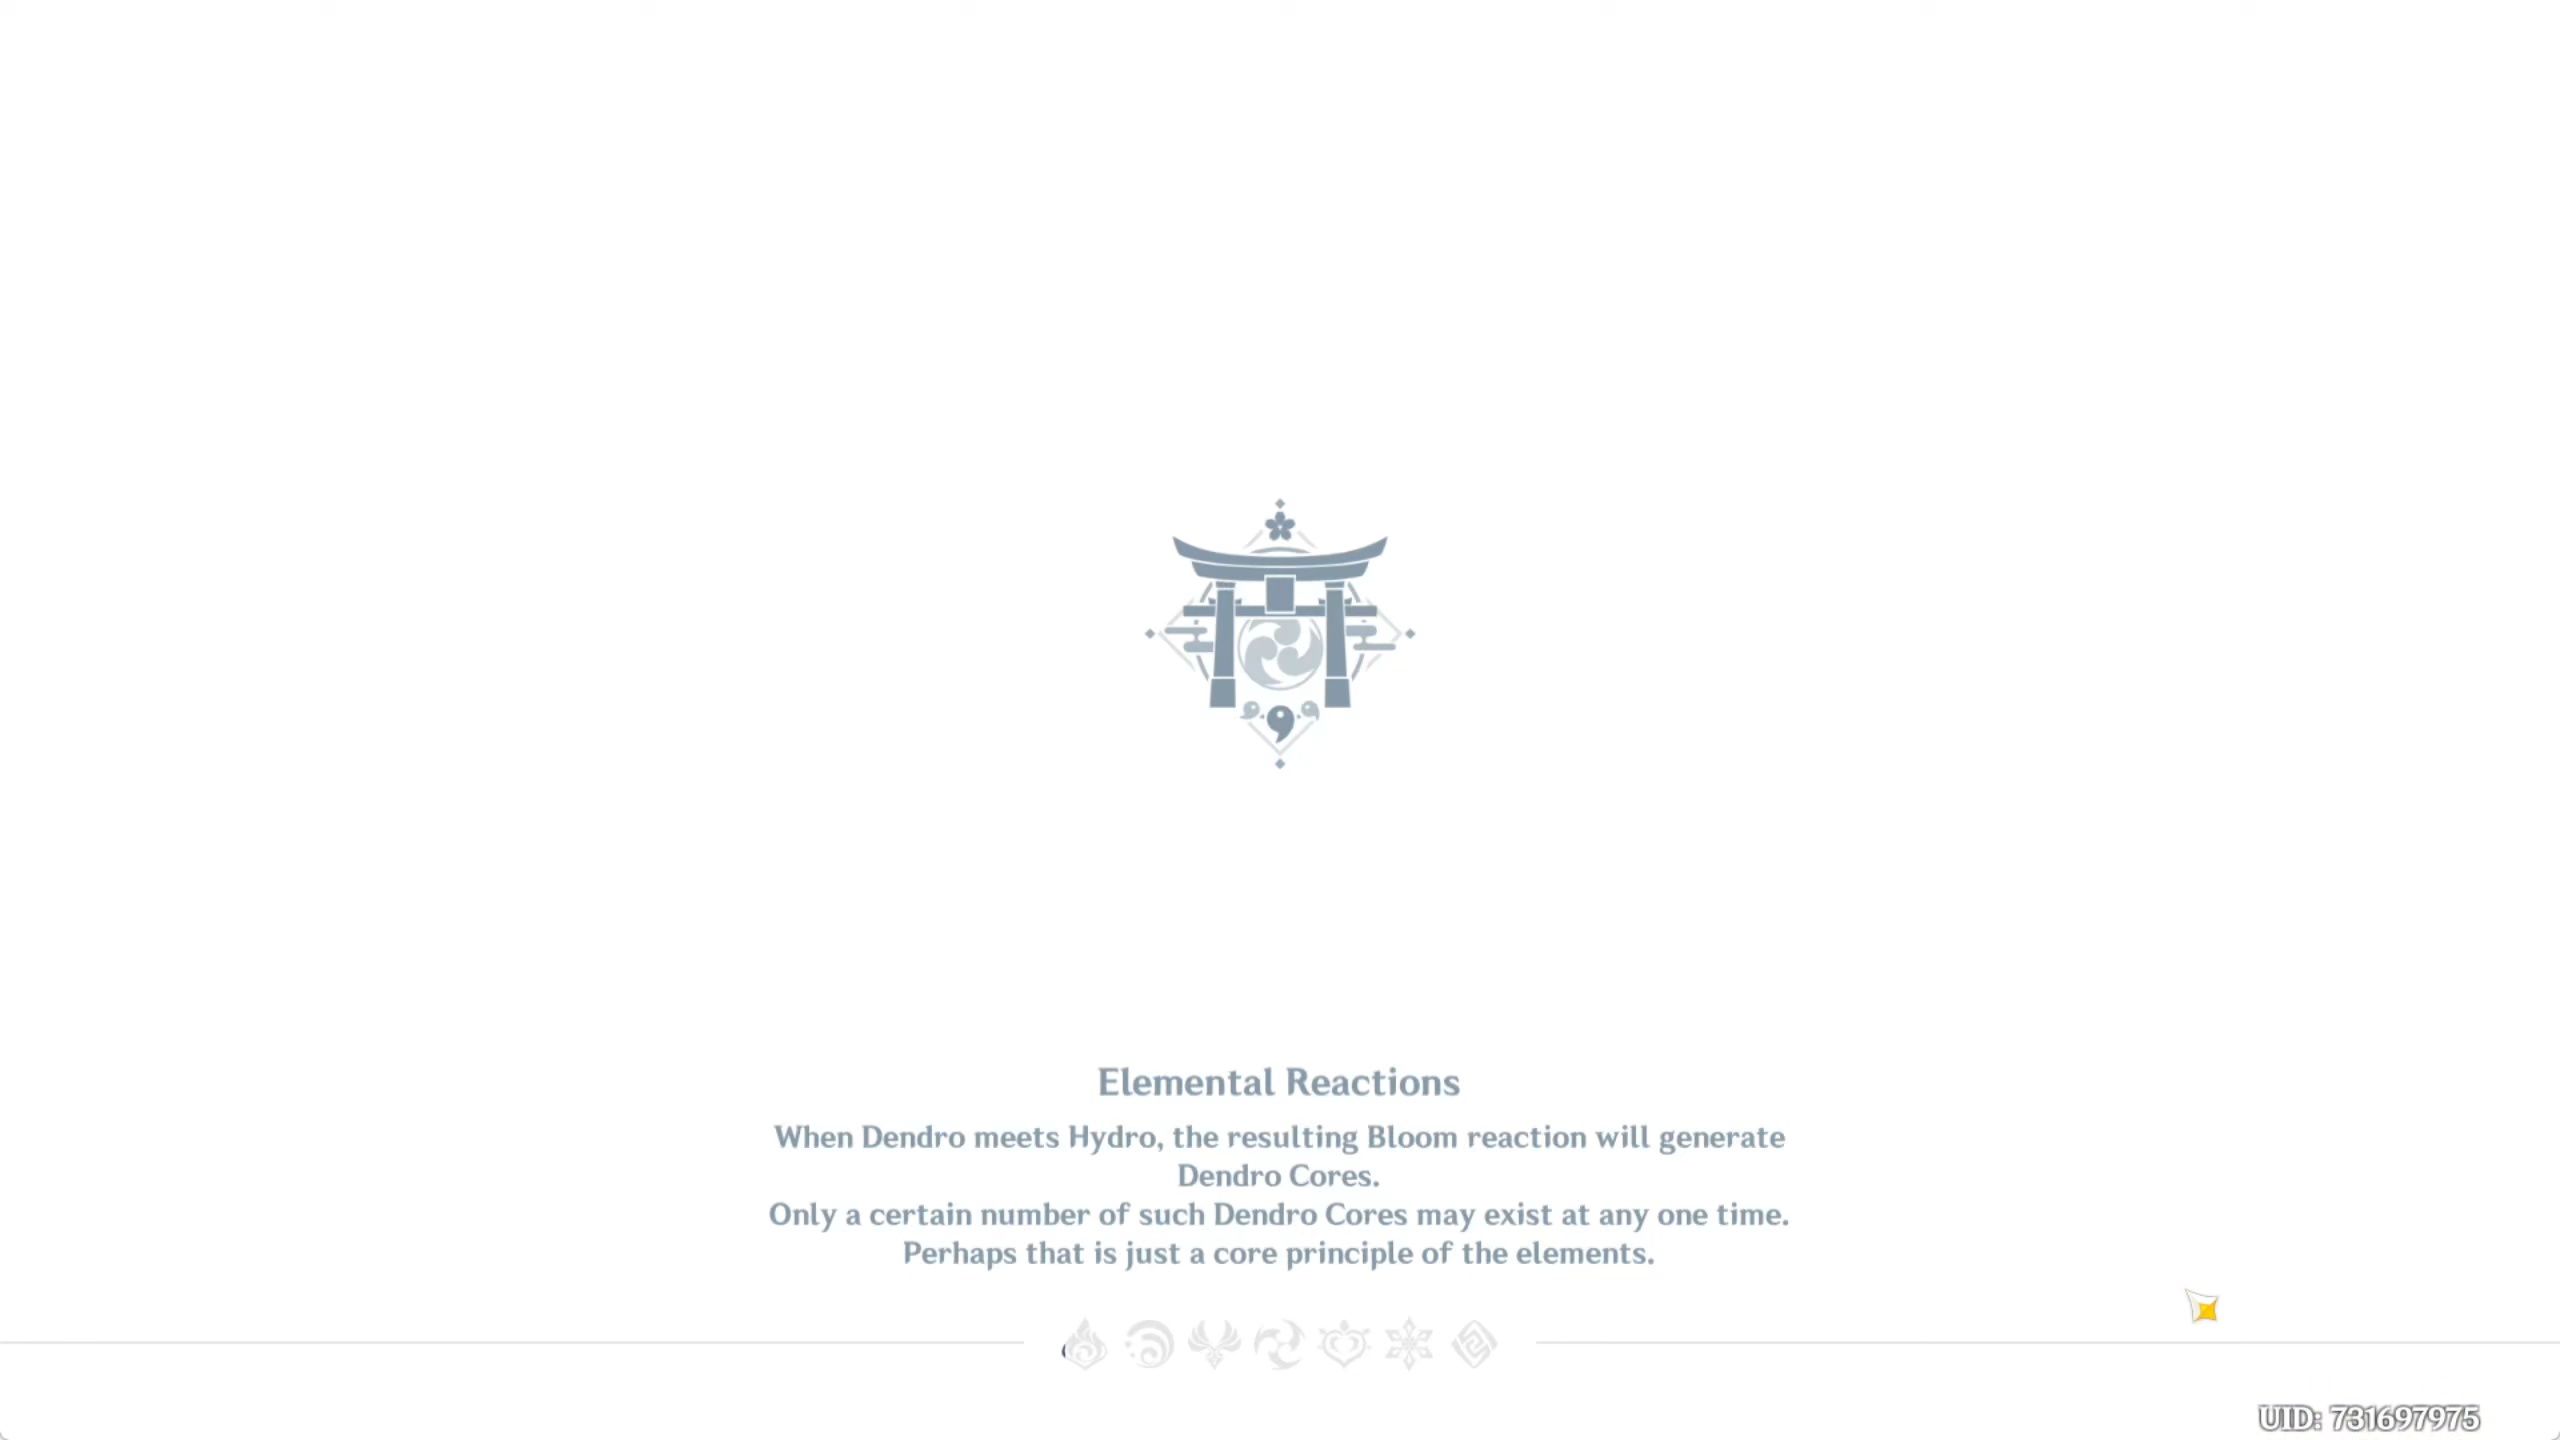 Elemental Reactions
When Dendro meets Hydro, the resulting Bloom reaction will generate
Dendro Cores.
Only a certain number of such Dendro Cores may exist at any one time.
Perhaps that is just a core principle of the elements.
UID: 731697975